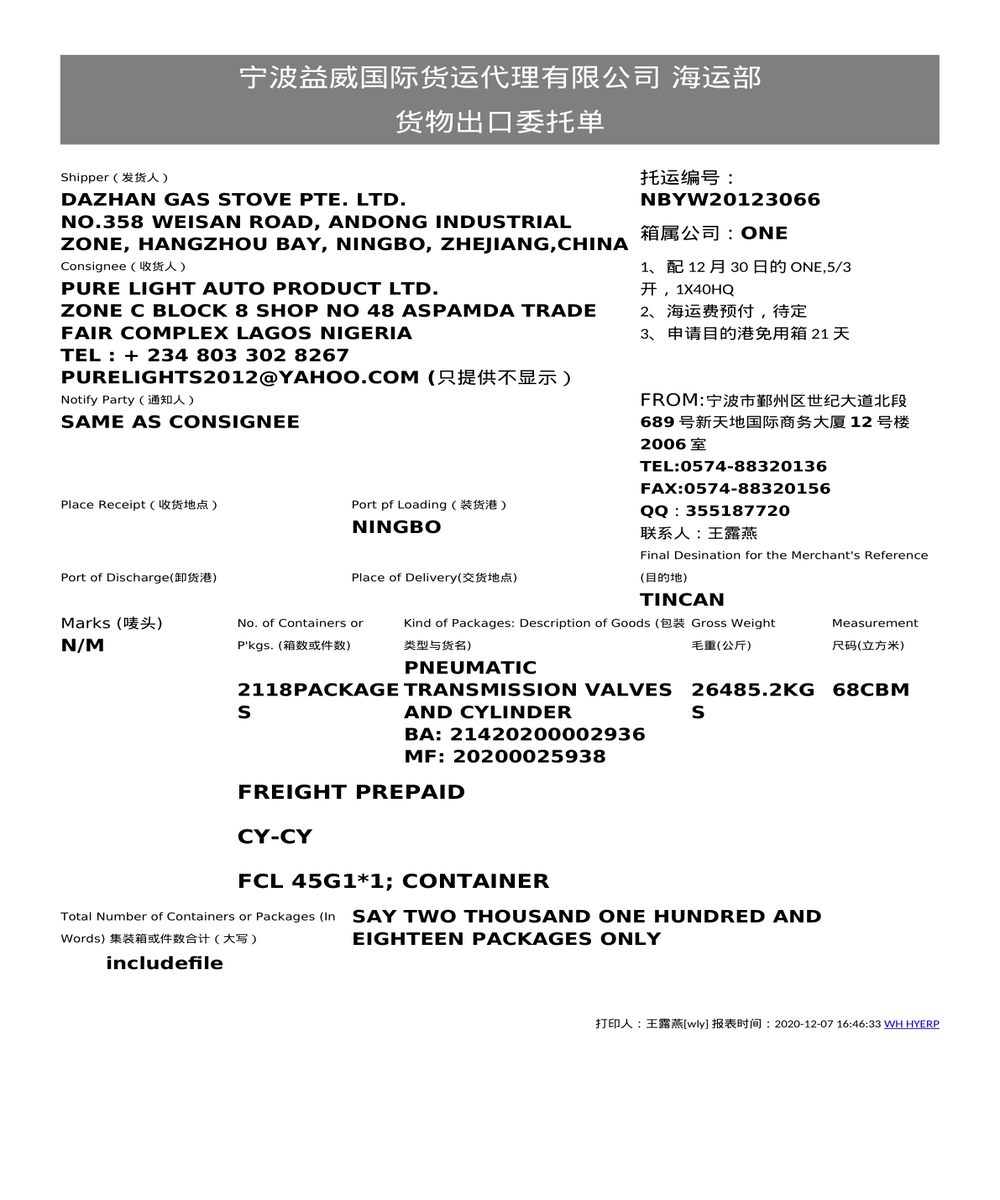 宁波益威国际货运代理有限公司 海运部
货物出口委托单
Shipper（发货人）
DAZHAN GAS STOVE PTE. LTD.
NO.358 WEISAN ROAD, ANDONG INDUSTRIAL
ZONE, HANGZHOU BAY, NINGBO, ZHEJIANG,CHINA
托运编号：
NBYW20123066
箱属公司：ONE
Consignee（收货人）
PURE LIGHT AUTO PRODUCT LTD.
ZONE C BLOCK 8 SHOP NO 48 ASPAMDA TRADE
FAIR COMPLEX LAGOS NIGERIA
TEL : + 234 803 302 8267
PURELIGHTS2012@YAHOO.COM (只提供不显示）
1、配 12 月 30 日的 ONE,5/3
开，1X40HQ
2、海运费预付，待定
3、申请目的港免用箱 21 天
Notify Party（通知人）
SAME AS CONSIGNEE
FROM:宁波市鄞州区世纪大道北段
689 号新天地国际商务大厦 12 号楼
2006 室
TEL:0574-88320136
FAX:0574-88320156
QQ：355187720
联系人：王露燕
Place Receipt（收货地点）
Port pf Loading（装货港）
NINGBO
Port of Discharge(卸货港)
Place of Delivery(交货地点)
Final Desination for the Merchant's Reference
(目的地)
TINCAN
Marks (唛头)
N/M
No. of Containers or
P'kgs. (箱数或件数)
Kind of Packages: Description of Goods (包装
类型与货名)
Gross Weight
毛重(公斤)
Measurement
尺码(立方米)
2118PACKAGE
S
PNEUMATIC
TRANSMISSION VALVES
AND CYLINDER
BA: 21420200002936
MF: 20200025938
26485.2KG
S
68CBM
FREIGHT PREPAID
CY-CY
FCL 45G1*1; CONTAINER
Total Number of Containers or Packages (In
Words) 集装箱或件数合计（大写）
SAY TWO THOUSAND ONE HUNDRED AND
EIGHTEEN PACKAGES ONLY
includefile
打印人：王露燕[wly] 报表时间：2020-12-07 16:46:33 WH HYERP